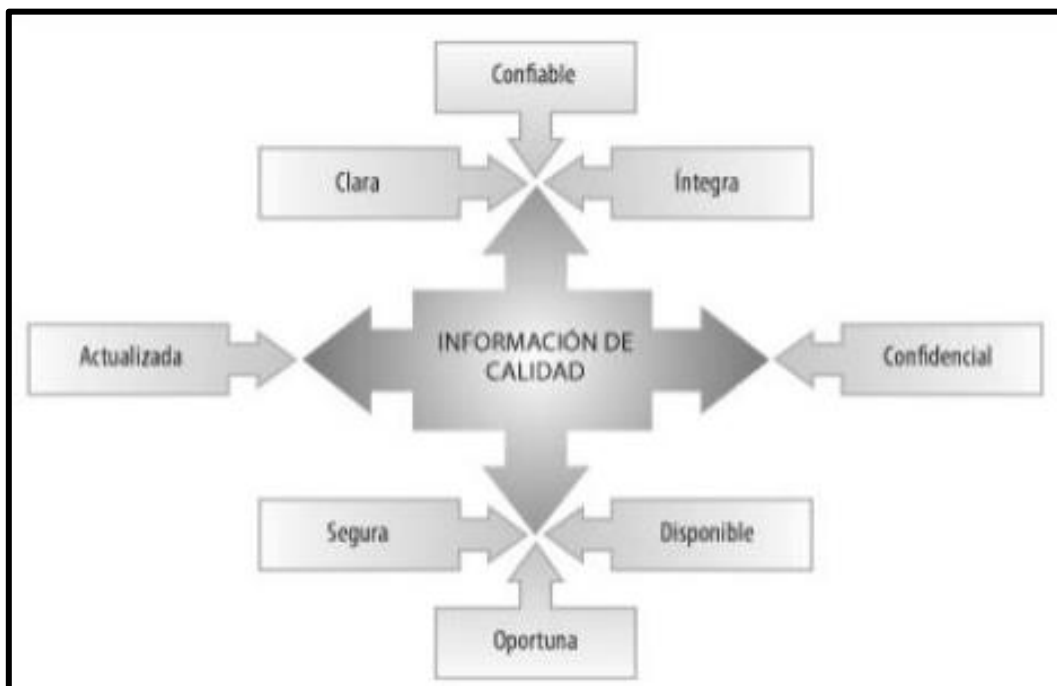 Confiable
Clara
Íntegra
INFORMACIÓN DE
CALIDAD
Actualizada
Confidencial
Segura
Disponible
Oportuna